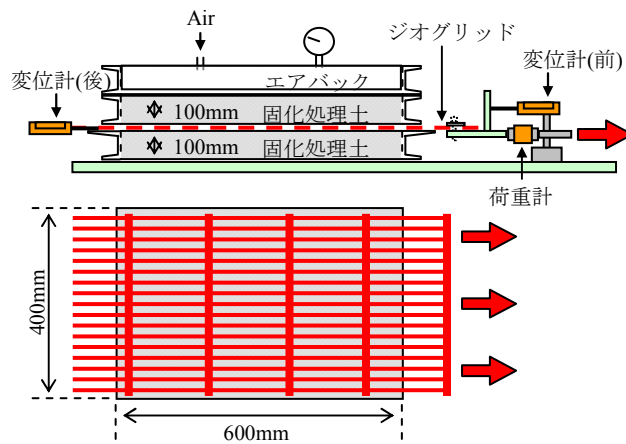 Air
ジオグリッド
変位計(前)
変位計(後)
エアバック
100mm 固化処理土
100mm 固化処理土
荷重計
400mm
600mm